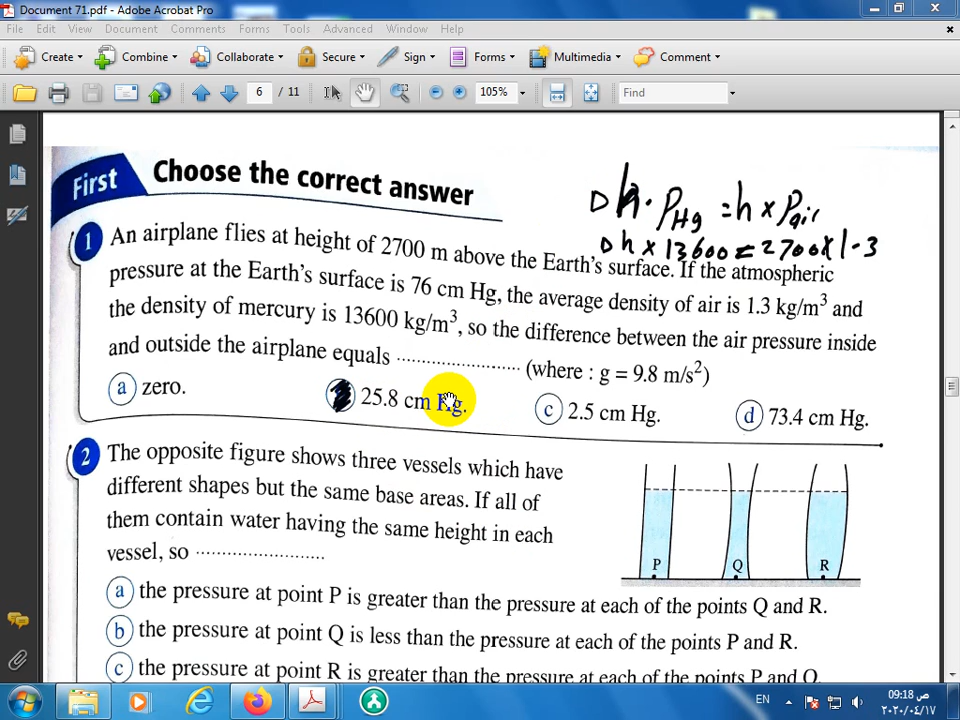 Document 71.pdf - Adobe Acrobat Pro
File Edit View Document Comments Forms Tools Advanced Window Help
Create Combine Collaborate Secure Sign Forms Multimedia Comment
6 / 11 105% Find
First Choose the correct answer
Δh · ρHg = h × ρair
Δh × 13600 = 2700 × 1.3
1 An airplane flies at height of 2700 m above the Earth's surface. If the atmospheric
pressure at the Earth's surface is 76 cm Hg, the average density of air is 1.3 kg/m³ and
the density of mercury is 13600 kg/m³, so the difference between the air pressure inside
and outside the airplane equals ........................ (where : g = 9.8 m/s²)
a zero. 25.8 cm Hg. c 2.5 cm Hg. d 73.4 cm Hg.
2 The opposite figure shows three vessels which have
different shapes but the same base areas. If all of
them contain water having the same height in each
vessel, so ........................
P Q R
a the pressure at point P is greater than the pressure at each of the points Q and R.
b the pressure at point Q is less than the pressure at each of the points P and R.
c the pressure at point R is greater than the pressure at each of the points P and Q.
EN 09:18 ص
٢٠٢٠/٠٤/١٧